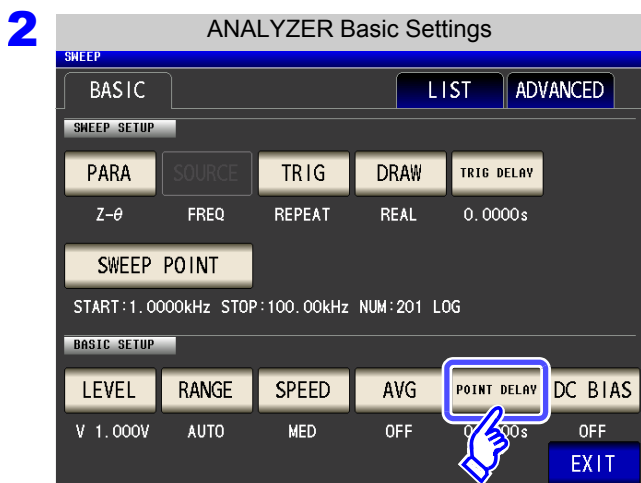 2
ANALYZER Basic Settings
SWEEP
BASIC LIST ADVANCED
SWEEP SETUP
PARA SOURCE TRIG DRAW TRIG DELAY
Z-θ FREQ REPEAT REAL 0.0000s
SWEEP POINT
START:1.0000kHz STOP:100.00kHz NUM:201 LOG
BASIC SETUP
LEVEL RANGE SPEED AVG POINT DELAY DC BIAS
V 1.000V AUTO MED OFF OFF
EXIT